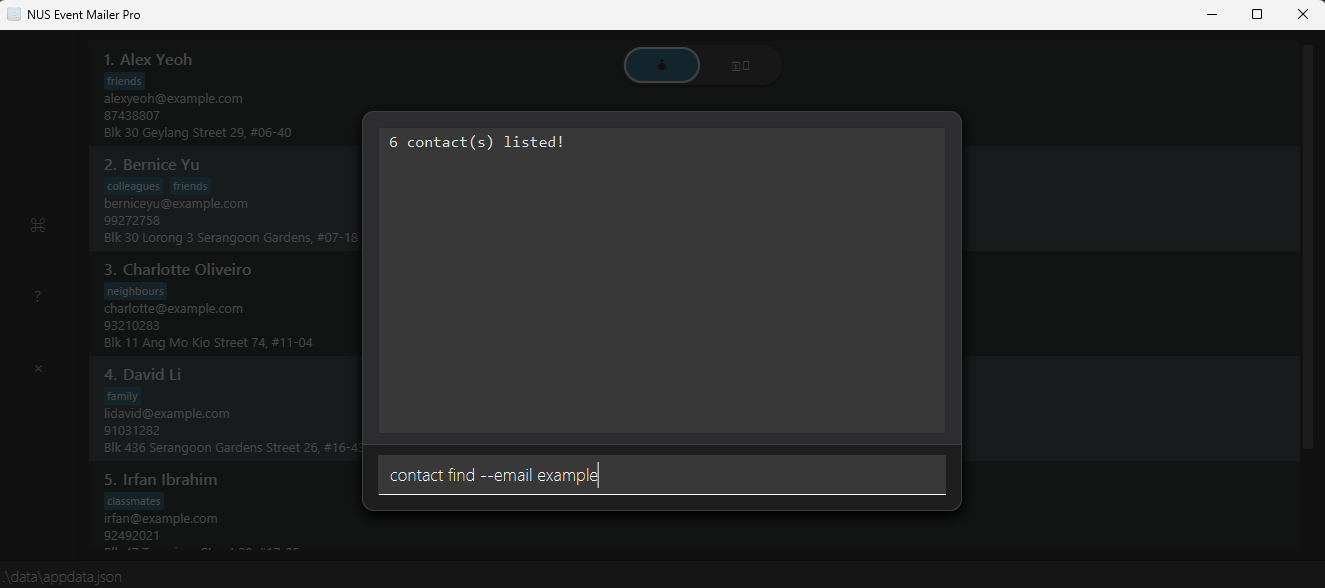 NUS Event Mailer Pro
1. Alex Yeoh
friends
alexyeoh@example.com
87438807
Blk 30 Geylang Street 29, #06-40
2. Bernice Yu
colleagues friends
berniceyu@example.com
99272758
Blk 30 Lorong 3 Serangoon Gardens, #07-18
3. Charlotte Oliveiro
neighbours
charlotte@example.com
93210283
Blk 11 Ang Mo Kio Street 74, #11-04
4. David Li
family
lidavid@example.com
91031282
Blk 436 Serangoon Gardens Street 26, #16-43
5. Irfan Ibrahim
classmates
irfan@example.com
92492021
6 contact(s) listed!
contact find --email example
⌘
?
×
.\data\appdata.json